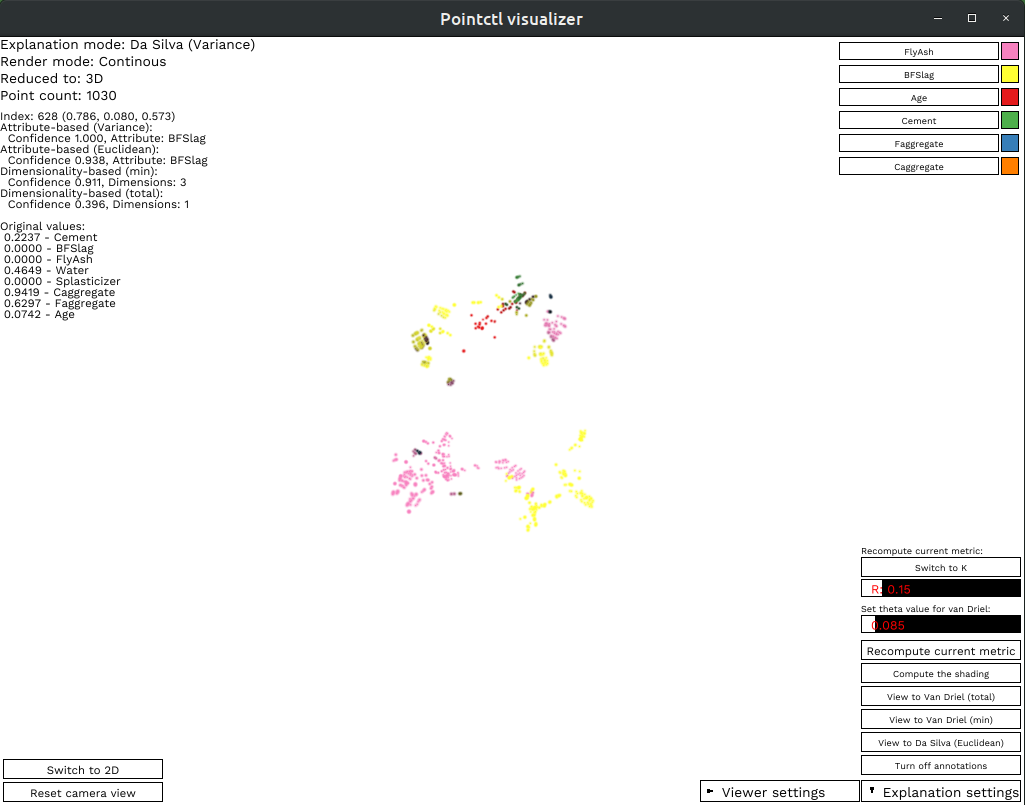 Pointctl visualizer
Explanation mode: Da Silva (Variance)
Render mode: Continous
Reduced to: 3D
Point count: 1030
Index: 628 (0.786, 0.080, 0.573)
Attribute-based (Variance):
Confidence 1.000, Attribute: BFSlag
Attribute-based (Euclidean):
Confidence 0.938, Attribute: BFSlag
Dimensionality-based (min):
Confidence 0.911, Dimensions: 3
Dimensionality-based (total):
Confidence 0.396, Dimensions: 1
Original values:
0.2237 - Cement
0.0000 - BFSlag
0.0000 - FlyAsh
0.4649 - Water
0.0000 - Splasticizer
0.9419 - Caggregate
0.6297 - Faggregate
0.0742 - Age
FlyAsh
BFSlag
Age
Cement
Faggregate
Caggregate
Recompute current metric:
Switch to K
R: 0.15
Set theta value for van Driel:
0.085
Recompute current metric
Compute the shading
View to Van Driel (total)
View to Van Driel (min)
View to Da Silva (Euclidean)
Turn off annotations
Switch to 2D
Reset camera view
Viewer settings
Explanation settings